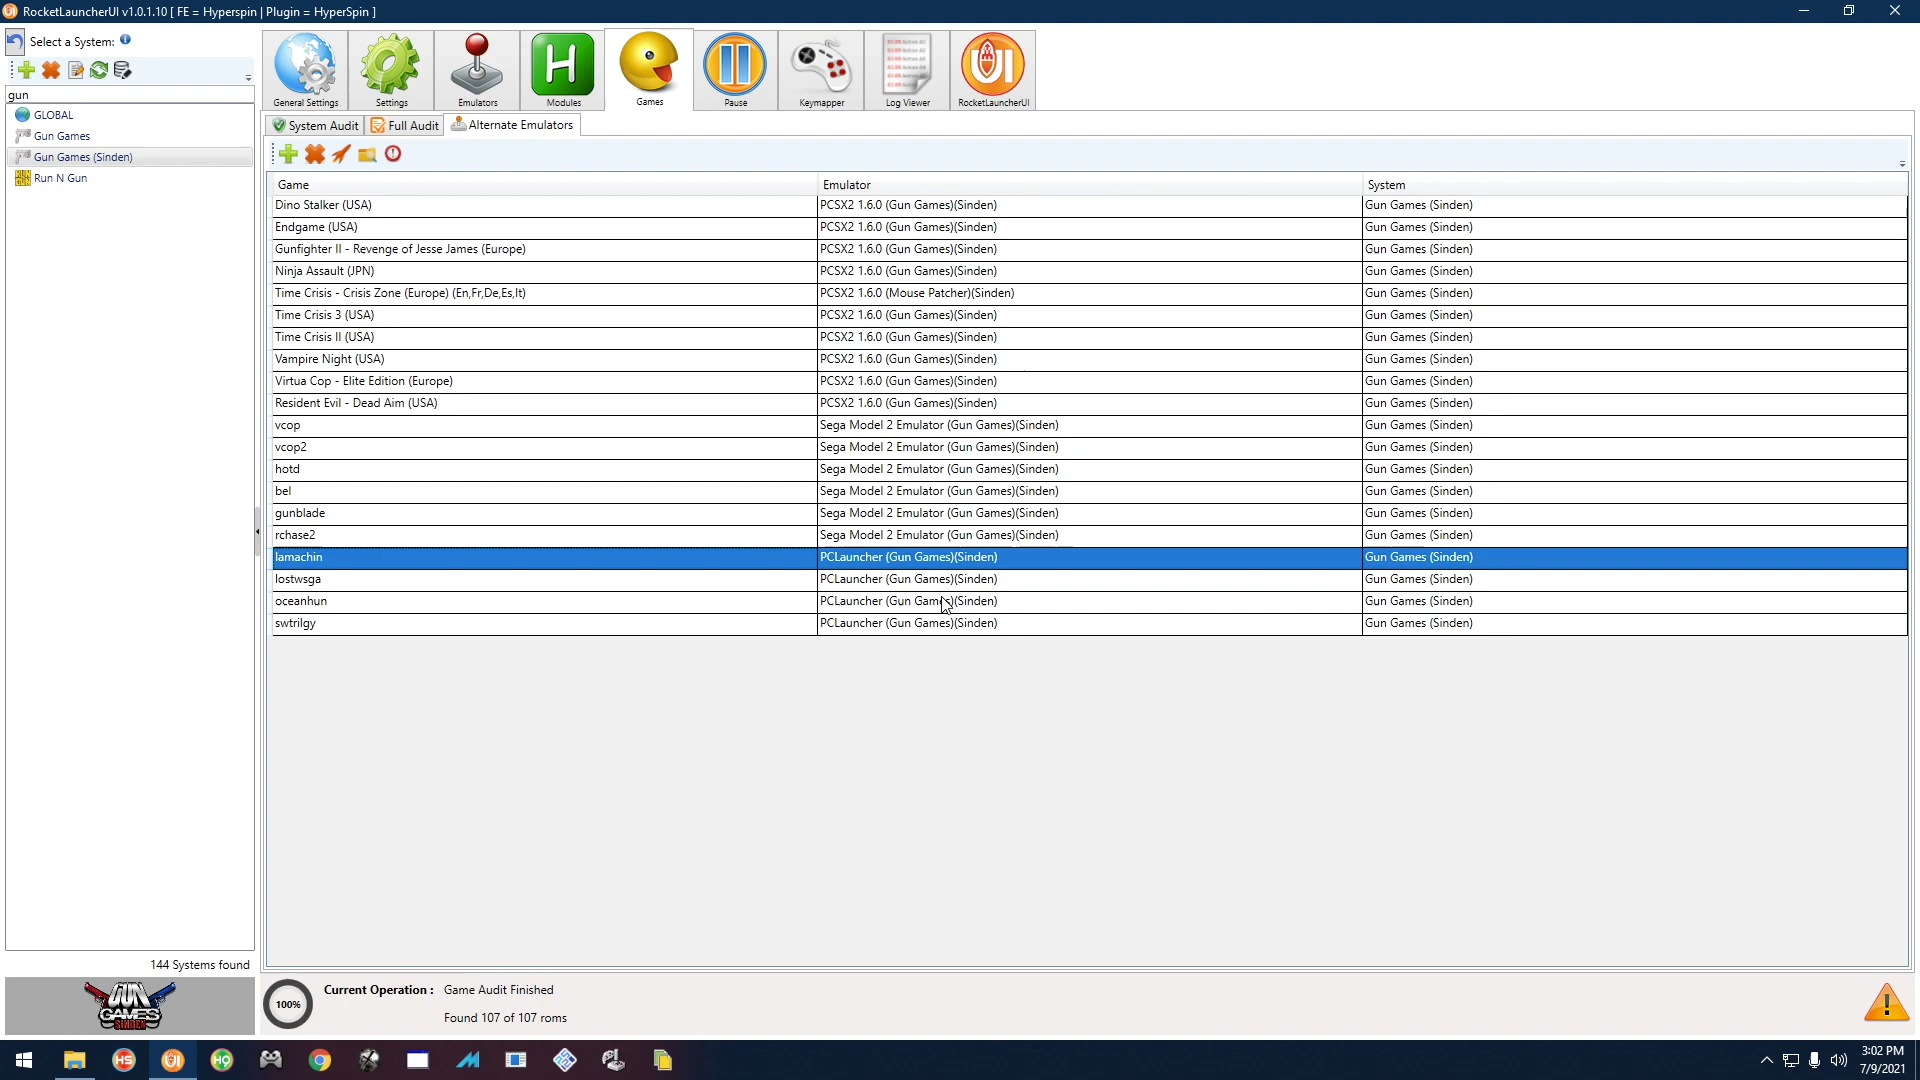 RocketLauncherUI v1.0.1.10 [ FE = Hyperspin | Plugin = HyperSpin ]
Select a System:
gun
GLOBAL
Gun Games
Gun Games (Sinden)
Run N Gun
144 Systems found
GUN
GAMES
SINDEN
General Settings
Settings
Emulators
Modules
Games
Pause
Keymapper
Log Viewer
RocketLauncherUI
System Audit
Full Audit
Alternate Emulators
Game Emulator System
Dino Stalker (USA) PCSX2 1.6.0 (Gun Games)(Sinden) Gun Games (Sinden)
Endgame (USA) PCSX2 1.6.0 (Gun Games)(Sinden) Gun Games (Sinden)
Gunfighter II - Revenge of Jesse James (Europe) PCSX2 1.6.0 (Gun Games)(Sinden) Gun Games (Sinden)
Ninja Assault (JPN) PCSX2 1.6.0 (Gun Games)(Sinden) Gun Games (Sinden)
Time Crisis - Crisis Zone (Europe) (En,Fr,De,Es,It) PCSX2 1.6.0 (Mouse Patcher)(Sinden) Gun Games (Sinden)
Time Crisis 3 (USA) PCSX2 1.6.0 (Gun Games)(Sinden) Gun Games (Sinden)
Time Crisis II (USA) PCSX2 1.6.0 (Gun Games)(Sinden) Gun Games (Sinden)
Vampire Night (USA) PCSX2 1.6.0 (Gun Games)(Sinden) Gun Games (Sinden)
Virtua Cop - Elite Edition (Europe) PCSX2 1.6.0 (Gun Games)(Sinden) Gun Games (Sinden)
Resident Evil - Dead Aim (USA) PCSX2 1.6.0 (Gun Games)(Sinden) Gun Games (Sinden)
vcop Sega Model 2 Emulator (Gun Games)(Sinden) Gun Games (Sinden)
vcop2 Sega Model 2 Emulator (Gun Games)(Sinden) Gun Games (Sinden)
hotd Sega Model 2 Emulator (Gun Games)(Sinden) Gun Games (Sinden)
bel Sega Model 2 Emulator (Gun Games)(Sinden) Gun Games (Sinden)
gunblade Sega Model 2 Emulator (Gun Games)(Sinden) Gun Games (Sinden)
rchase2 Sega Model 2 Emulator (Gun Games)(Sinden) Gun Games (Sinden)
lamachin PCLauncher (Gun Games)(Sinden) Gun Games (Sinden)
lostwsga PCLauncher (Gun Games)(Sinden) Gun Games (Sinden)
oceanhun PCLauncher (Gun Games)(Sinden) Gun Games (Sinden)
swtrilgy PCLauncher (Gun Games)(Sinden) Gun Games (Sinden)
100%
Current Operation : Game Audit Finished
Found 107 of 107 roms
3:02 PM
7/9/2021